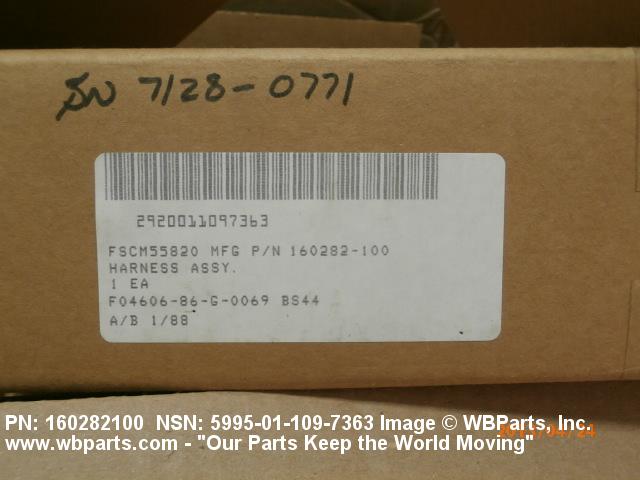 SN 7128-0771
2920011097363
FSCM55820 MFG P/N 160282-100
HARNESS ASSY.
1 EA
F04606-86-G-0069 BS44
A/B 1/88
PN: 160282100 NSN: 5995-01-109-7363 Image © WBParts, Inc.
www.wbparts.com - "Our Parts Keep the World Moving"